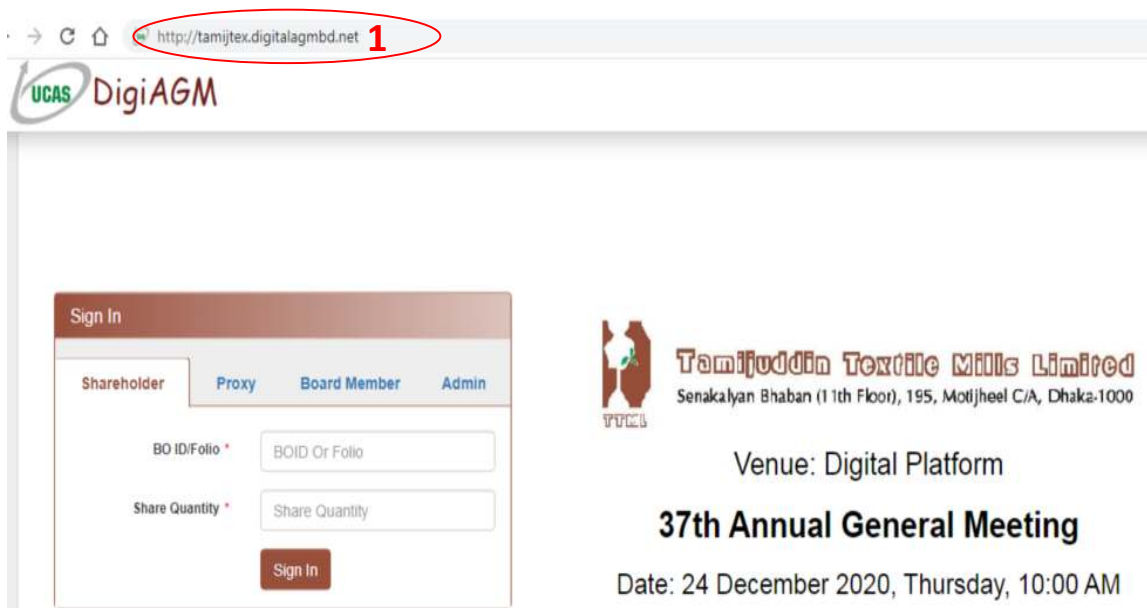 http://tamijtex.digitalagmbd.net 1
UCAS DigiAGM
Sign In
Shareholder Proxy Board Member Admin
BO ID/Folio * BOID Or Folio
Share Quantity * Share Quantity
Sign In
Tamijuddin Textile Mills Limited
Senakalyan Bhaban (11th Floor), 195, Motijheel C/A, Dhaka-1000
TTML
Venue: Digital Platform
37th Annual General Meeting
Date: 24 December 2020, Thursday, 10:00 AM